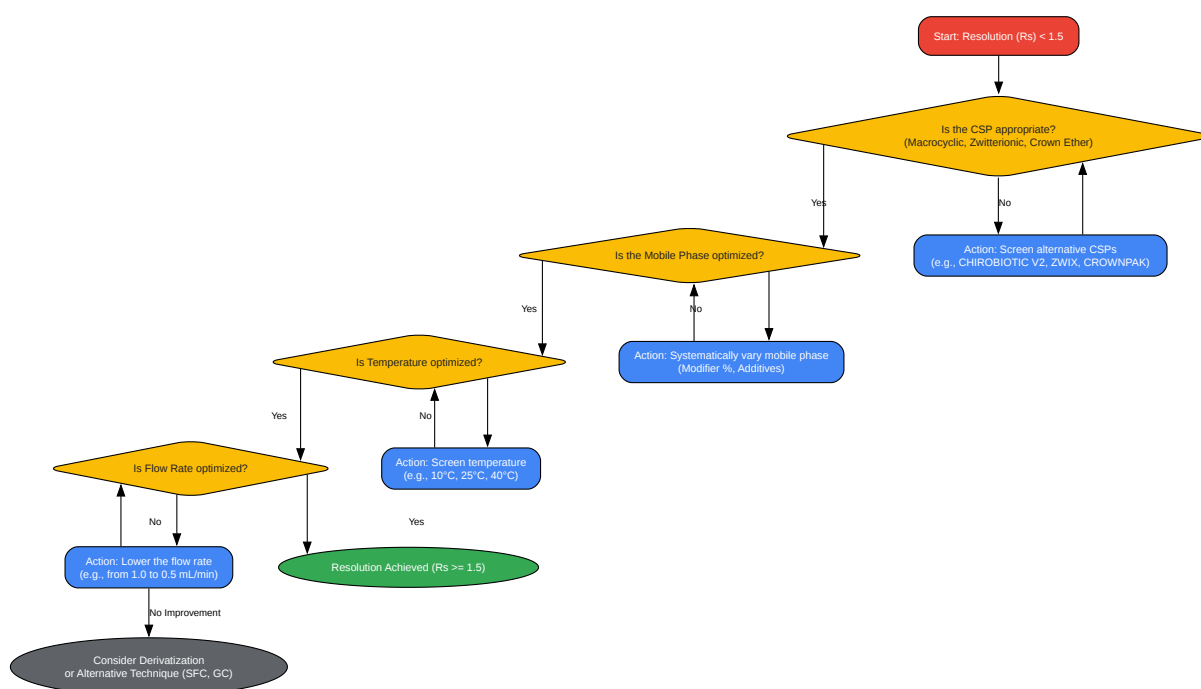 Start: Resolution (Rs) < 1.5
Is the CSP appropriate?
(Macrocyclic, Zwitterionic, Crown Ether)
Yes
No
Action: Screen alternative CSPs
(e.g., CHIROBIOTIC V2, ZWIX, CROWNPAK)
Is the Mobile Phase optimized?
Yes
No
Action: Systematically vary mobile phase
(Modifier %, Additives)
Is Temperature optimized?
Yes
No
Action: Screen temperature
(e.g., 10°C, 25°C, 40°C)
Is Flow Rate optimized?
No
Yes
Action: Lower the flow rate
(e.g., from 1.0 to 0.5 mL/min)
Resolution Achieved (Rs >= 1.5)
No Improvement
Consider Derivatization
or Alternative Technique (SFC, GC)